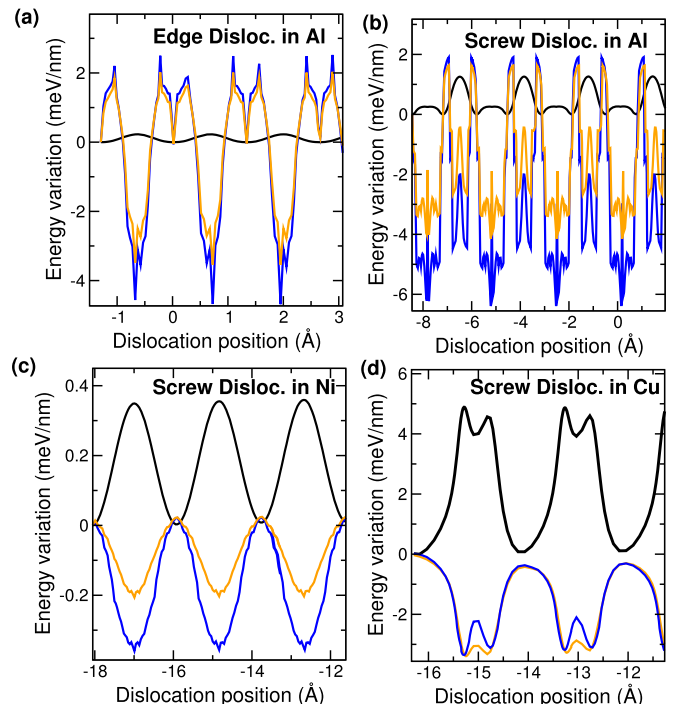 (a)
Edge Disloc. in Al
Energy variation (meV/nm)
2
0
-2
-4
-1
0
1
2
3
Dislocation position (Å)
(b)
Screw Disloc. in Al
Energy variation (meV/nm)
2
0
-2
-4
-6
-8
-6
-4
-2
0
Dislocation position (Å)
(c)
Screw Disloc. in Ni
Energy variation (meV/nm)
0.4
0.2
0
-0.2
-18
-16
-14
-12
Dislocation position (Å)
(d)
Screw Disloc. in Cu
Energy variation (meV/nm)
6
4
2
0
-2
-16
-15
-14
-13
-12
Dislocation position (Å)